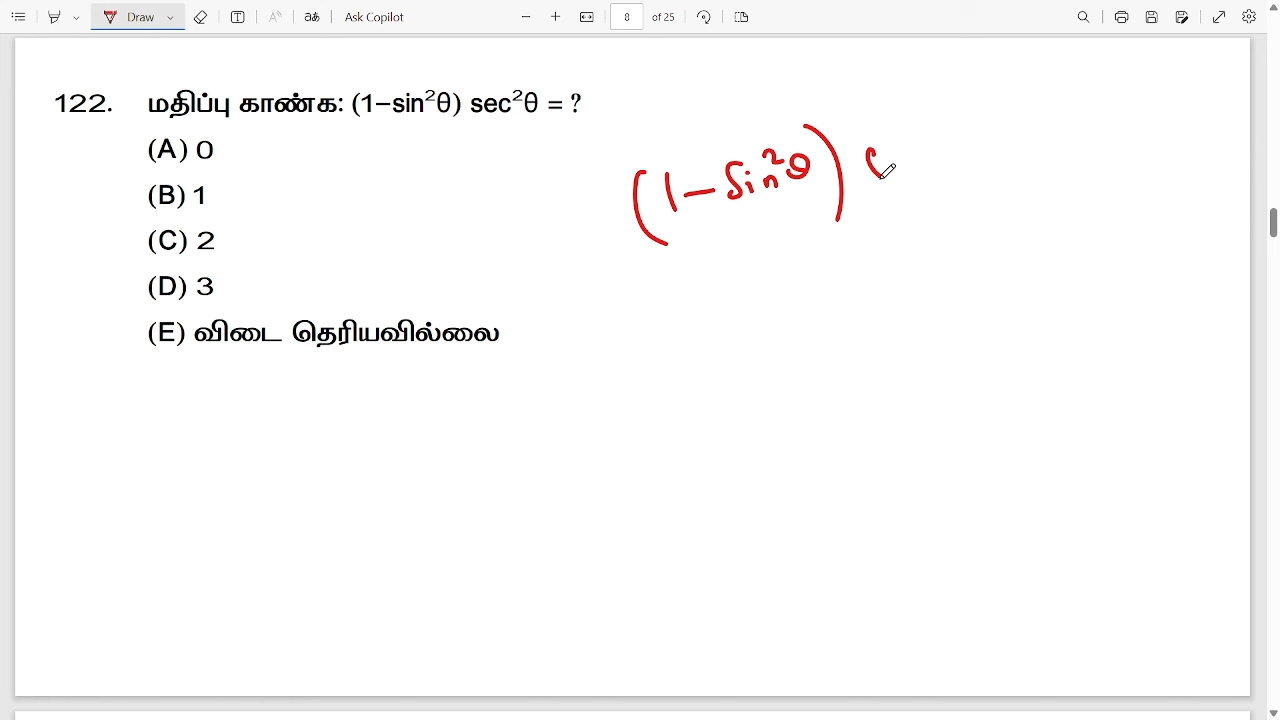 Draw
Ask Copilot
8
of 25
122. மதிப்பு காண்க: (1–sin²θ) sec²θ = ?
(A) 0
(1 – Sin²θ)
(B) 1
(C) 2
(D) 3
(E) விடை தெரியவில்லை